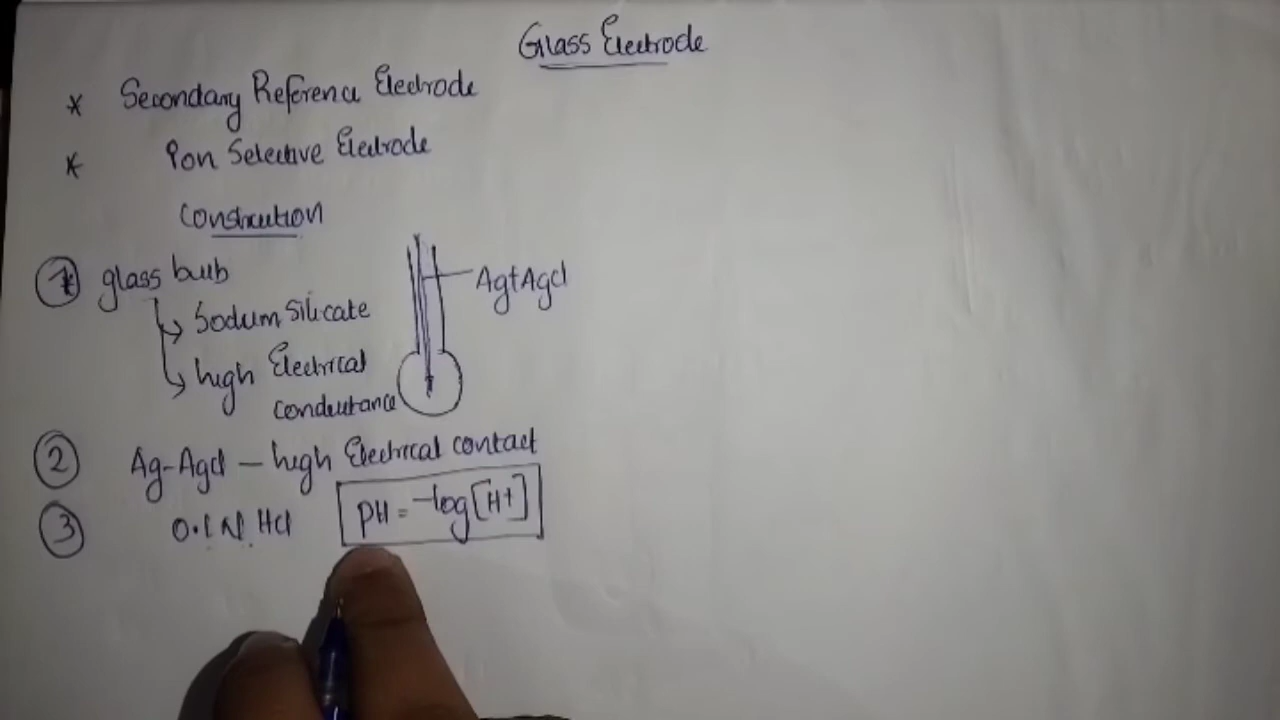 Glass Electrode
* Secondary Reference Electrode
* Ion Selective Electrode
Construction
1 glass bulb
Ag+Agcl
→ Sodium Silicate
→ high Electrical
conductance
2 Ag-Agcl - high Electrical contact
3 0.1 N HCl pH = -log[H+]